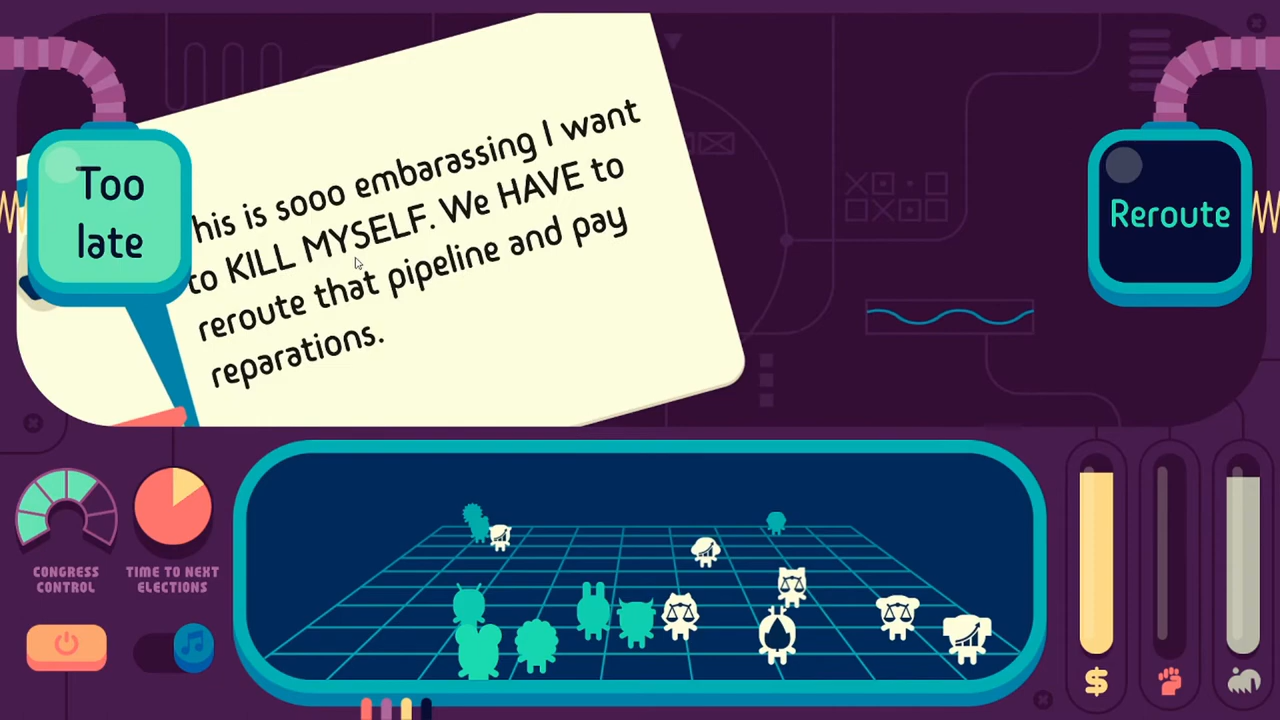 Too
late
his is sooo embarassing I want
to KILL MYSELF. We HAVE to
reroute that pipeline and pay
reparations.
Reroute
CONGRESS
CONTROL
TIME TO NEXT
ELECTIONS
$